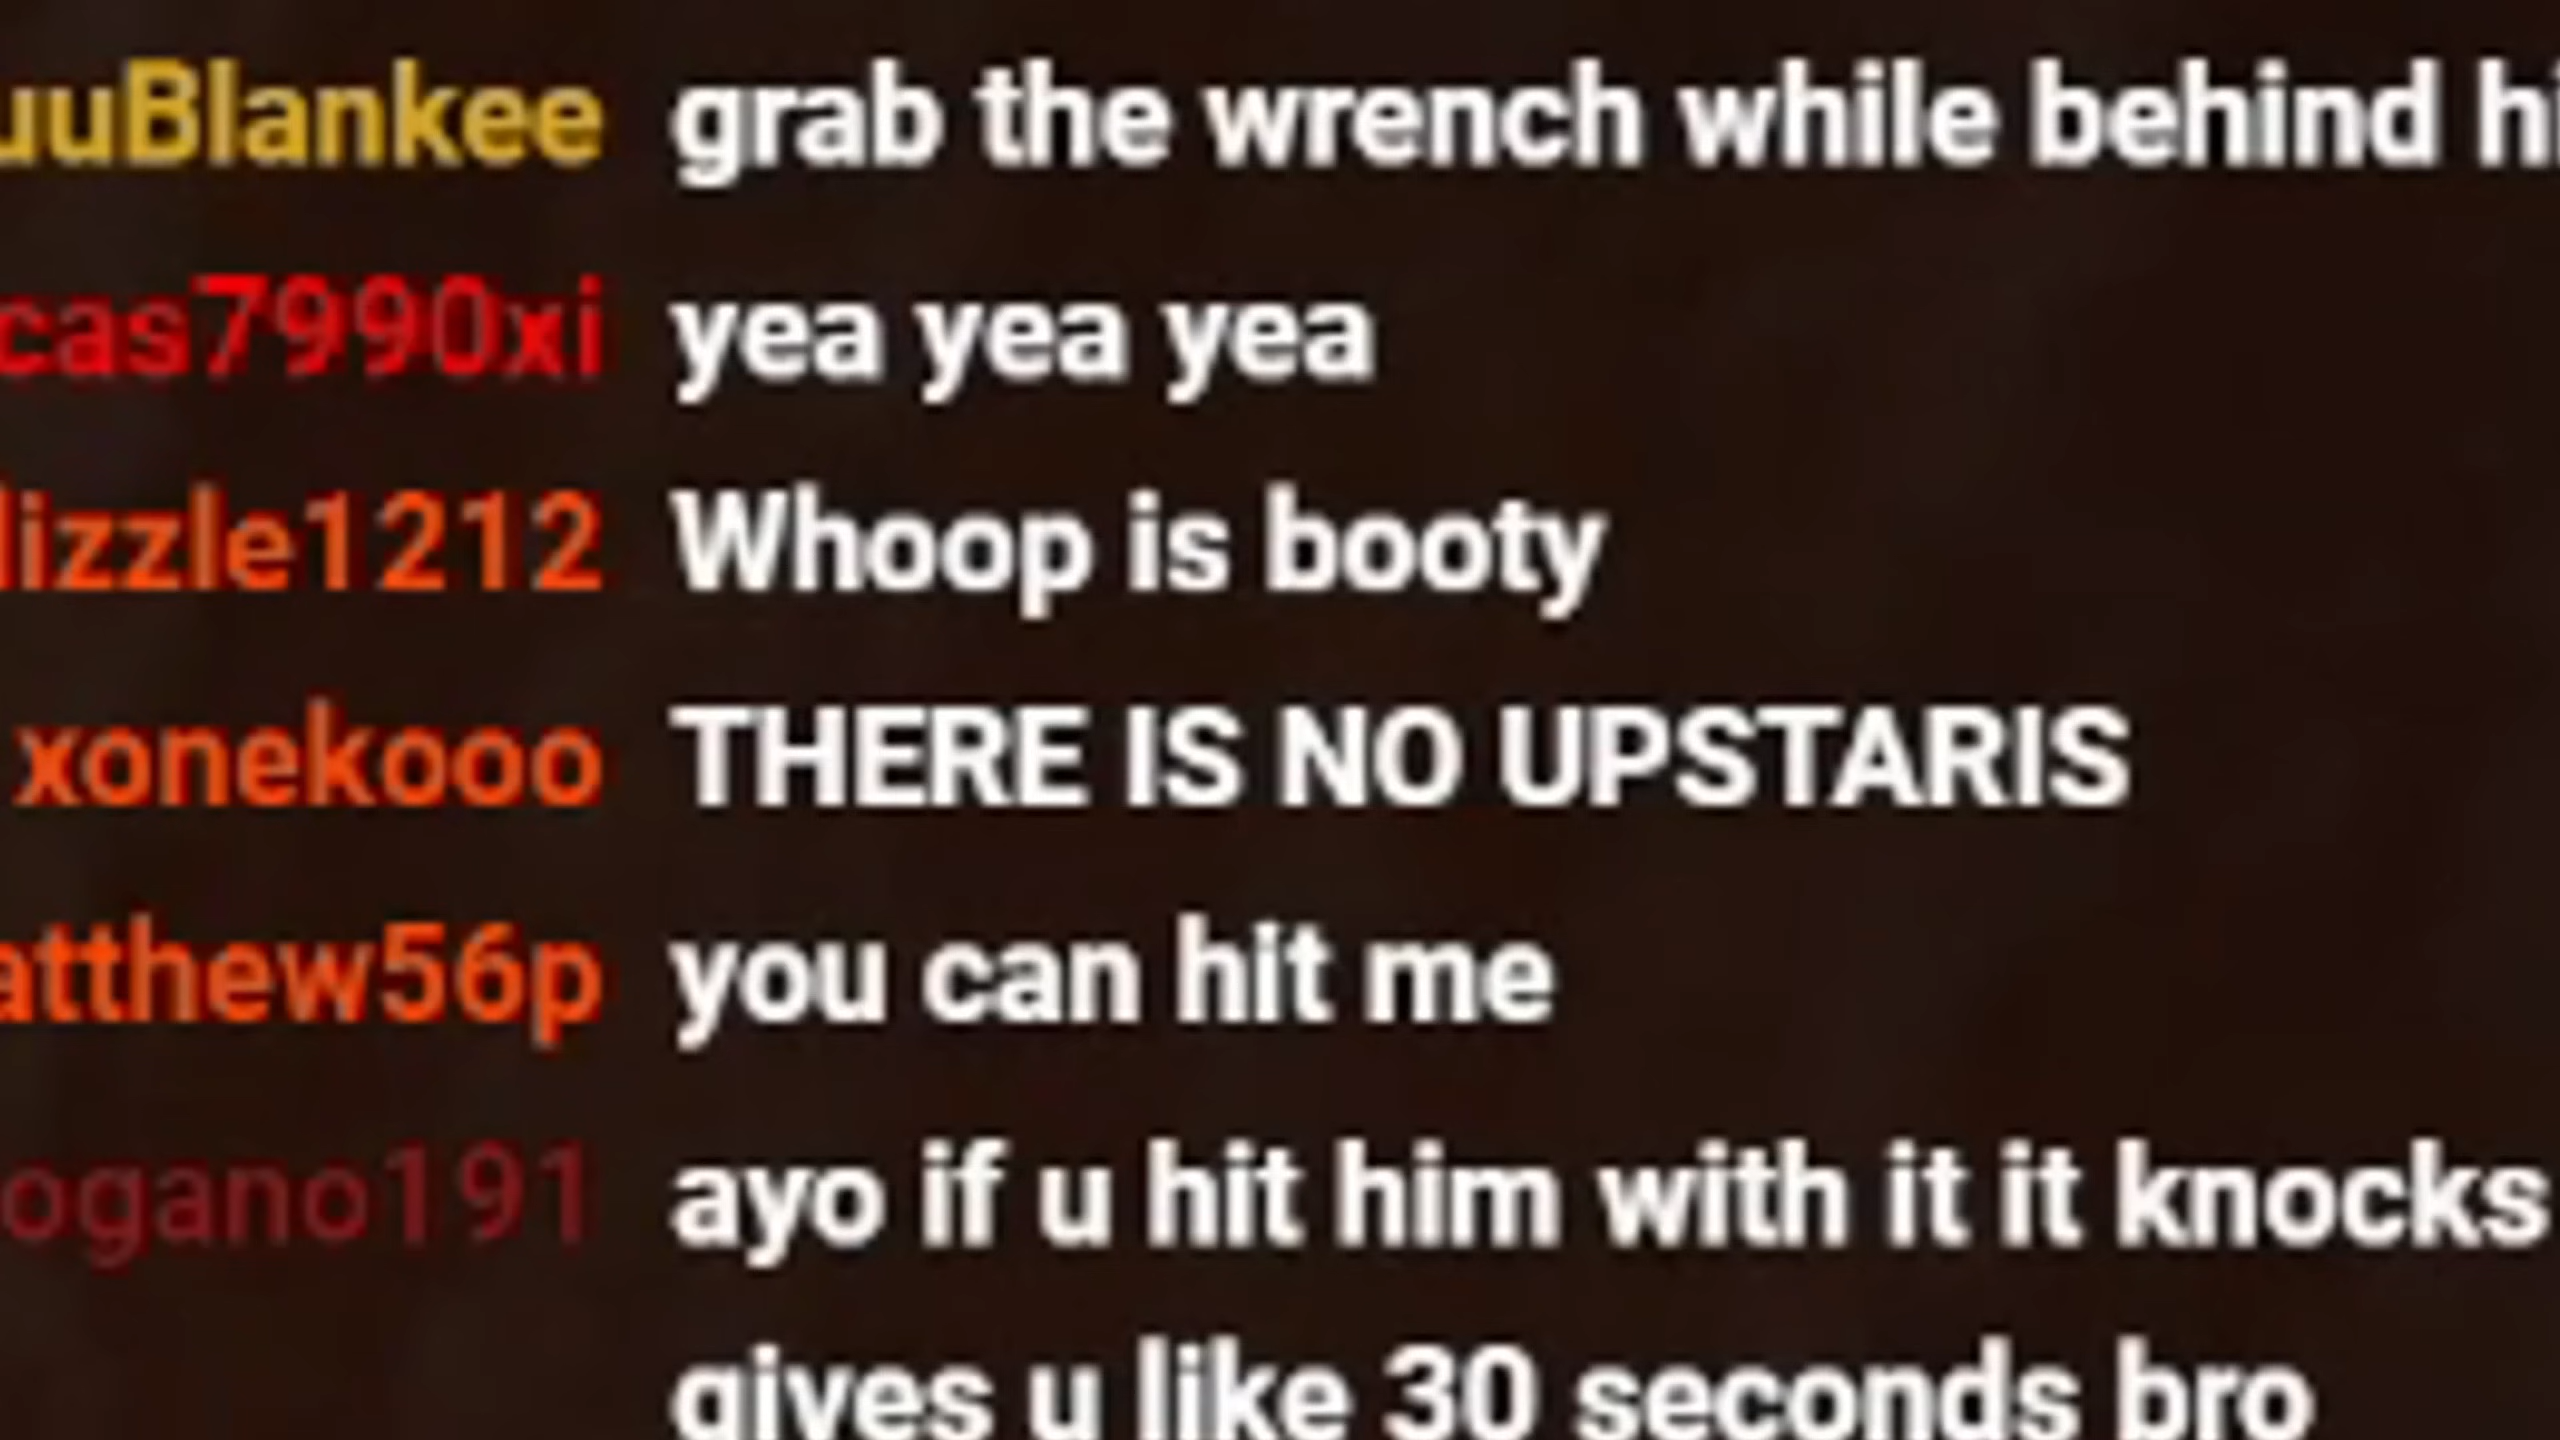 uuBlankee grab the wrench while behind hi
cas7990xi yea yea yea
lizzle1212 Whoop is booty
xonekooo THERE IS NO UPSTARIS
atthew56p you can hit me
ogano191 ayo if u hit him with it it knocks
gives u like 30 seconds bro